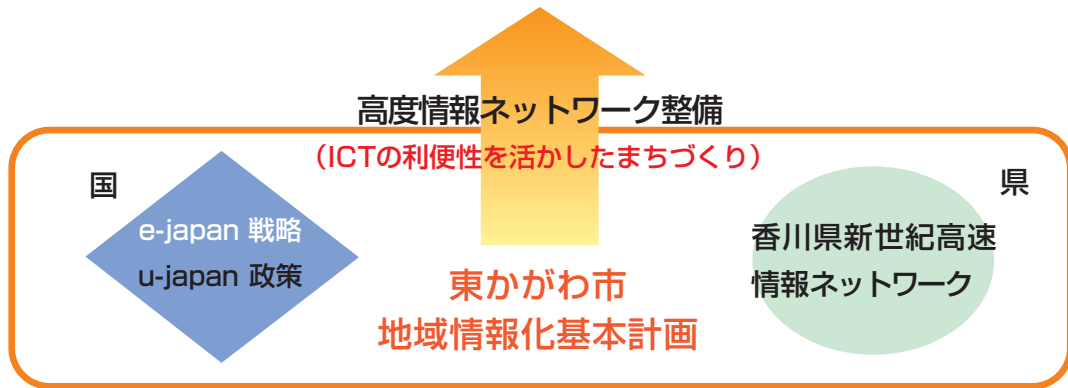 高度情報ネットワーク整備
（ICTの利便性を活かしたまちづくり）
国
e-japan 戦略
u-japan 政策
東かがわ市
地域情報化基本計画
県
香川県新世紀高速
情報ネットワーク